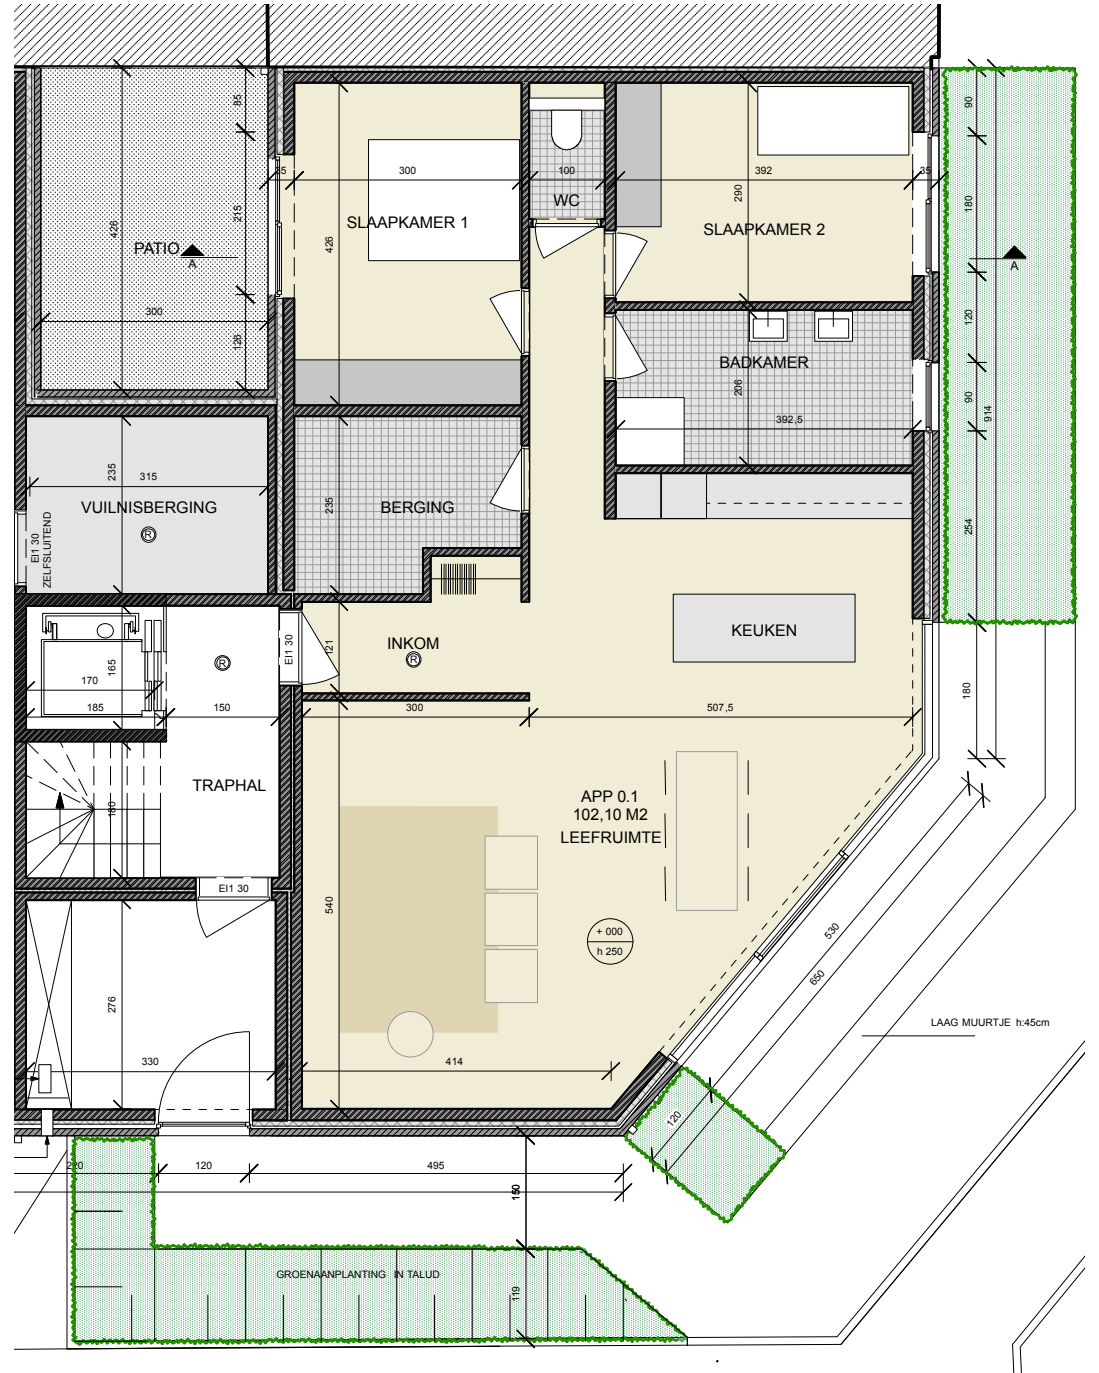 85
90
35
300
100
392
35
426
215
426
WC
290
180
SLAAPKAMER 1
SLAAPKAMER 2
PATIO
A
A
300
126
120
BADKAMER
206
90
914
392,5
235
315
235
VUILNISBERGING
BERGING
EI1 30
ZELFSLUITEND
R
254
KEUKEN
INKOM
R
R
EI1 30
121
165
170
185
150
300
507,5
180
TRAPHAL
180
APP 0.1
102,10 M2
LEEFRUIMTE
EI1 30
540
+ 000
h 250
530
650
276
LAAG MUURTJE h:45cm
330
414
120
220
120
495
150
GROENAANPLANTING IN TALUD
119